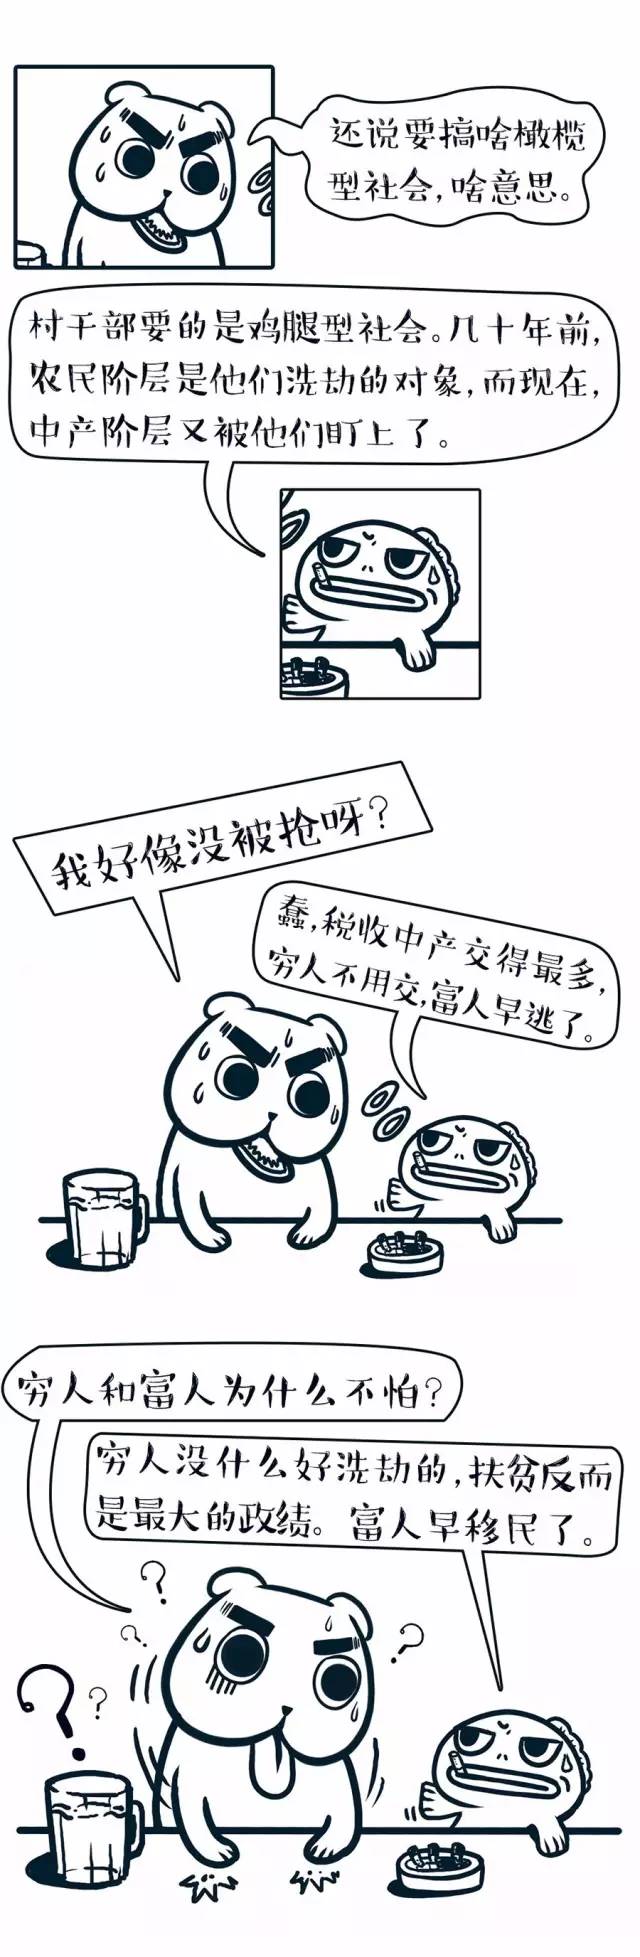 还说要搞啥橄榄
型社会，啥意思。
村干部要的是鸡腿型社会。几十年前，
农民阶层是他们洗劫的对象，而现在，
中产阶层又被他们盯上了。
我好像没被抢呀？
蠢，税收中产交得最多，
穷人不用交，富人早逃了。
穷人和富人为什么不怕？
穷人没什么好洗劫的，扶贫反而
是最大的政绩。富人早移民了。